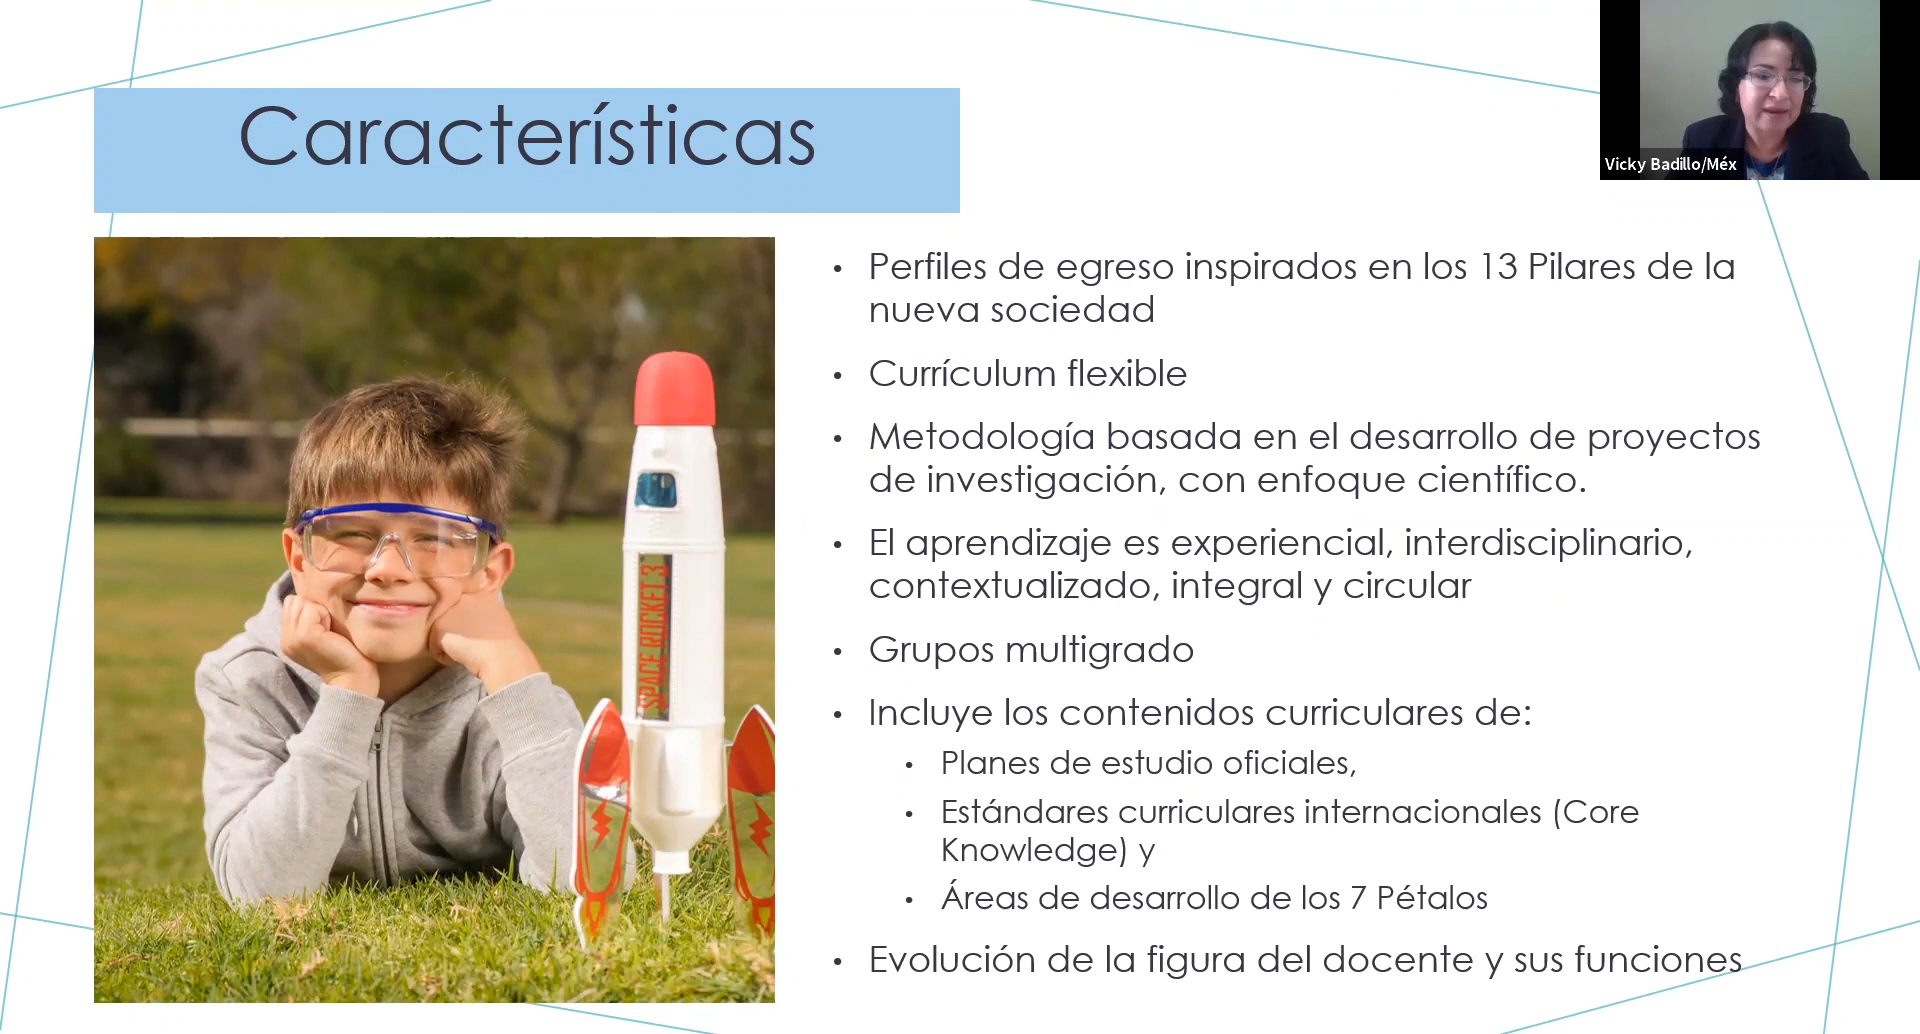 Características
Vicky Badillo/Méx
SPACE ROCKET 3
• Perfiles de egreso inspirados en los 13 Pilares de la
nueva sociedad
• Currículum flexible
• Metodología basada en el desarrollo de proyectos
de investigación, con enfoque científico.
• El aprendizaje es experiencial, interdisciplinario,
contextualizado, integral y circular
• Grupos multigrado
• Incluye los contenidos curriculares de:
• Planes de estudio oficiales,
• Estándares curriculares internacionales (Core
Knowledge) y
• Áreas de desarrollo de los 7 Pétalos
• Evolución de la figura del docente y sus funciones